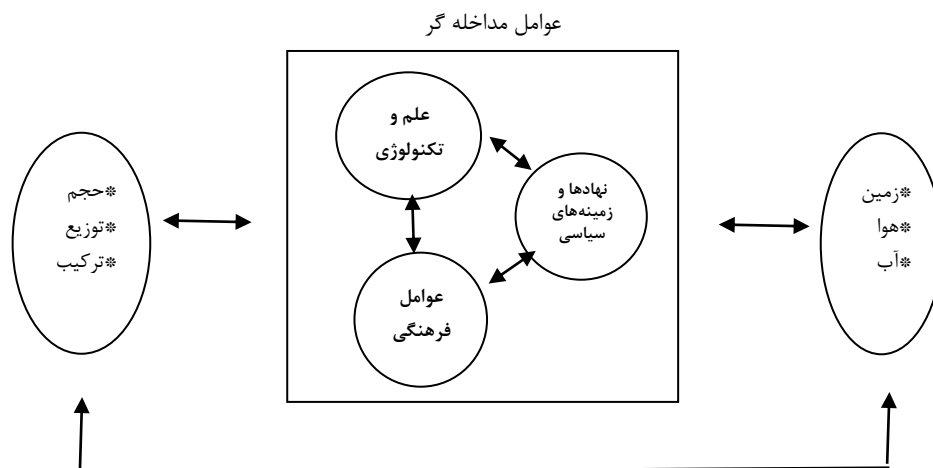 عوامل مداخله گر
علم و
تکنولوژی
نهادها و
زمینه‌های
سیاسی
عوامل
فرهنگی
*زمین
*هوا
*آب
*حجم
*توزیع
*ترکیب